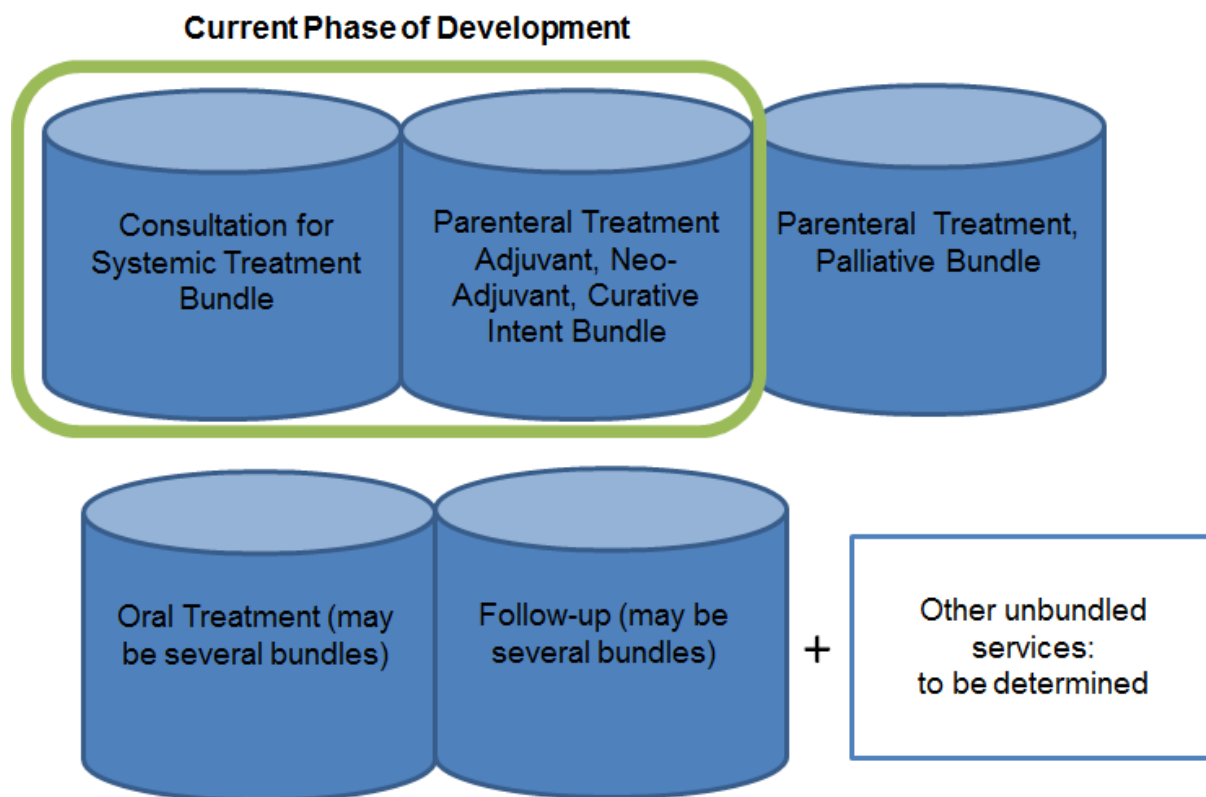 Current Phase of Development
Consultation for
Systemic Treatment
Bundle
Parenteral Treatment
Adjuvant, Neo-
Adjuvant, Curative
Intent Bundle
Parenteral Treatment,
Palliative Bundle
Oral Treatment (may
be several bundles)
Follow-up (may be
several bundles)
+
Other unbundled
services:
to be determined